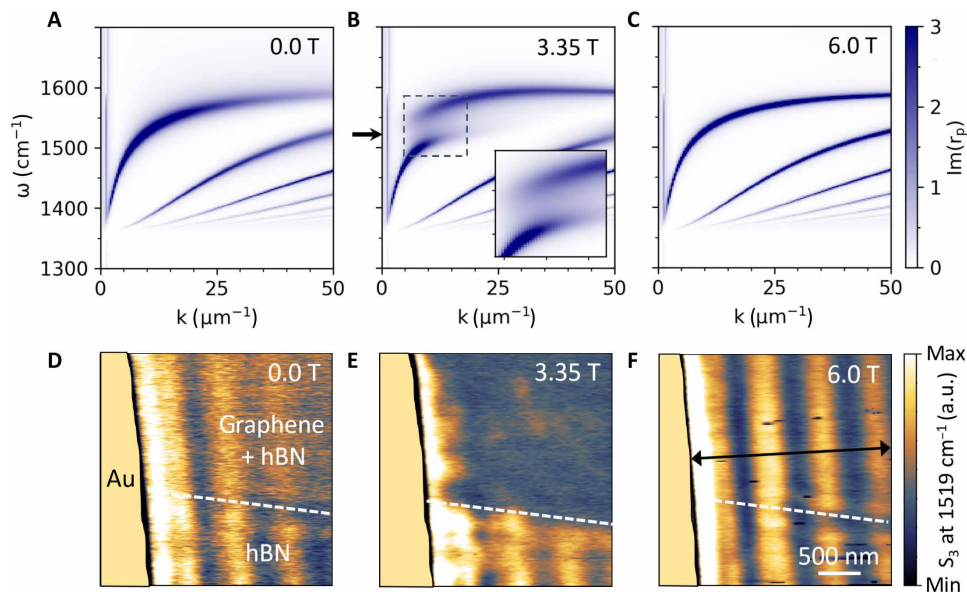 A
B
C
0.0 T
3.35 T
6.0 T
ω (cm⁻¹)
1600
1500
1400
1300
0
25
50
k (μm⁻¹)
0
25
50
k (μm⁻¹)
0
25
50
k (μm⁻¹)
3
2
1
0
Im(rₚ)
D
E
F
0.0 T
3.35 T
6.0 T
Graphene
+ hBN
Au
hBN
500 nm
Max
Min
S₃ at 1519 cm⁻¹ (a.u.)